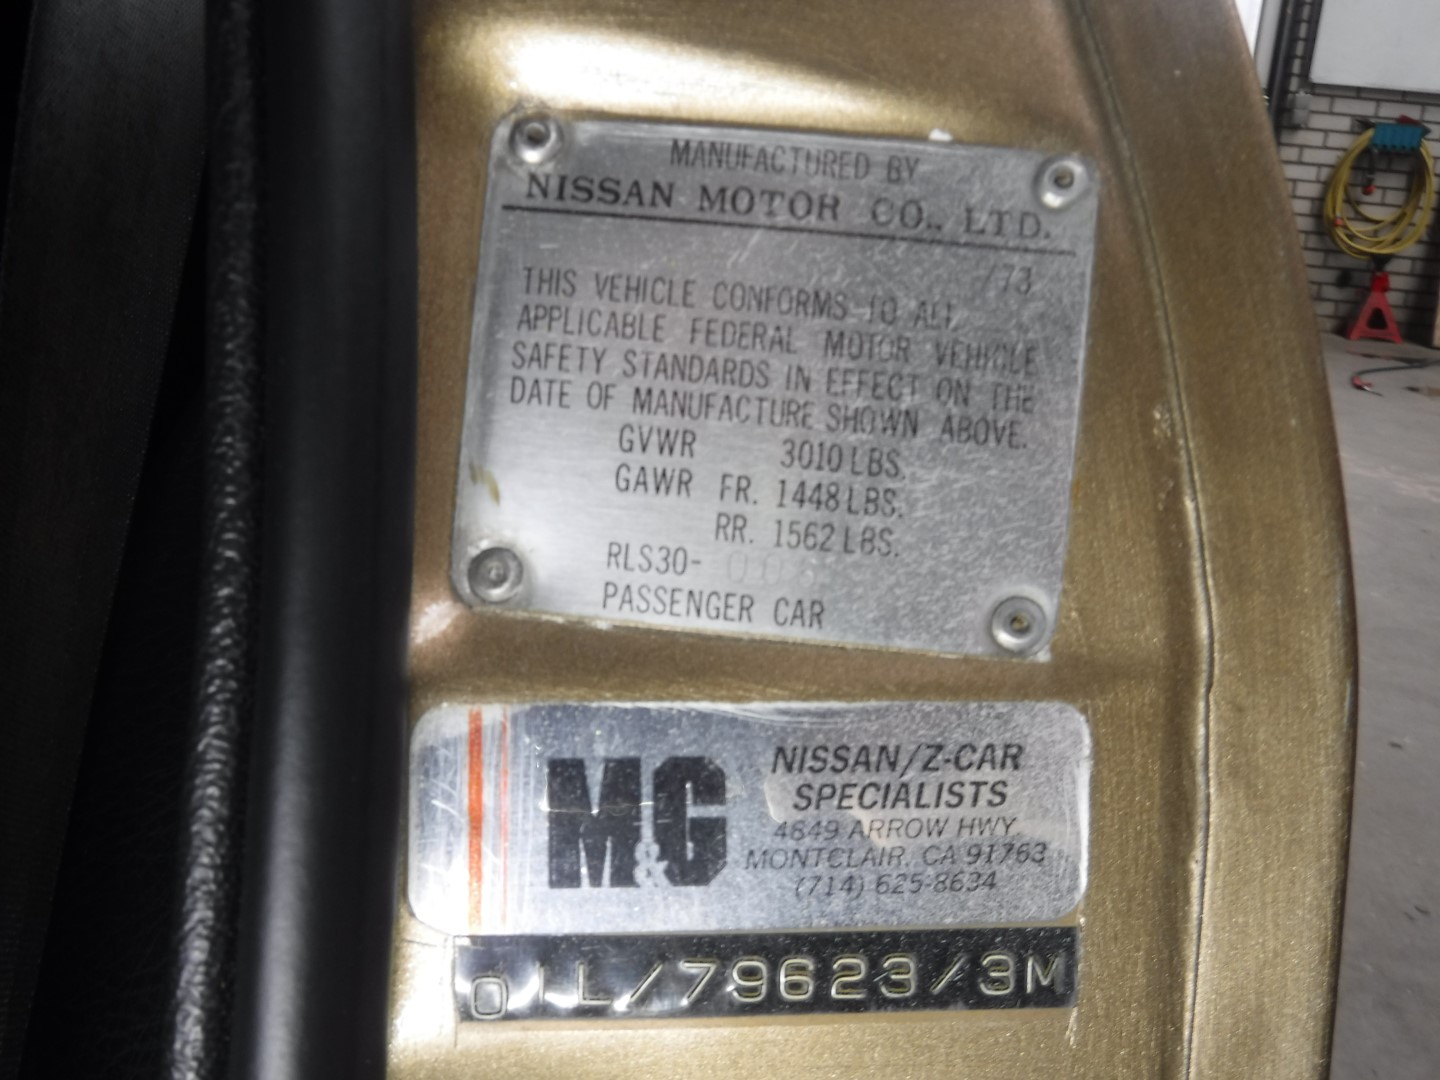 MANUFACTURED BY
NISSAN MOTOR CO., LTD.
/73
THIS VEHICLE CONFORMS TO ALL
APPLICABLE FEDERAL MOTOR VEHICLE
SAFETY STANDARDS IN EFFECT ON THE
DATE OF MANUFACTURE SHOWN ABOVE.
GVWR 3010 LBS.
GAWR FR. 1448 LBS.
RR. 1562 LBS.
RLS30-
PASSENGER CAR
M&G
NISSAN/Z-CAR
SPECIALISTS
4649 ARROW HWY
MONTCLAIR, CA 91763
(714) 625-8634
OIL/79623/3M